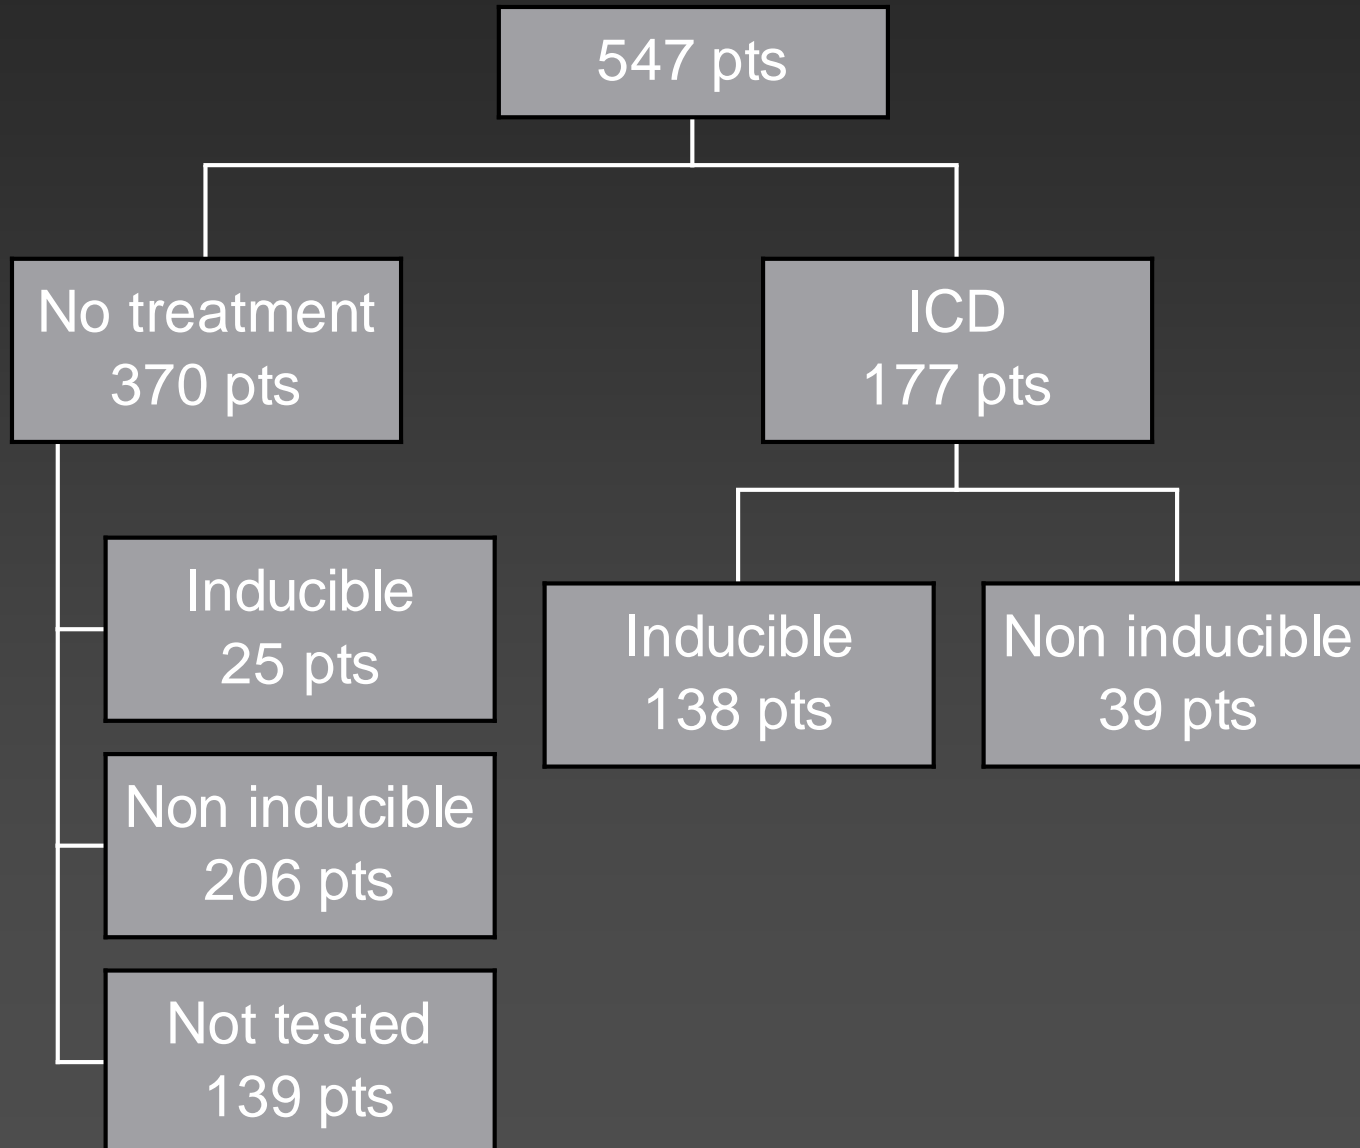 547 pts
No treatment
370 pts
ICD
177 pts
Inducible
25 pts
Non inducible
206 pts
Not tested
139 pts
Inducible
138 pts
Non inducible
39 pts